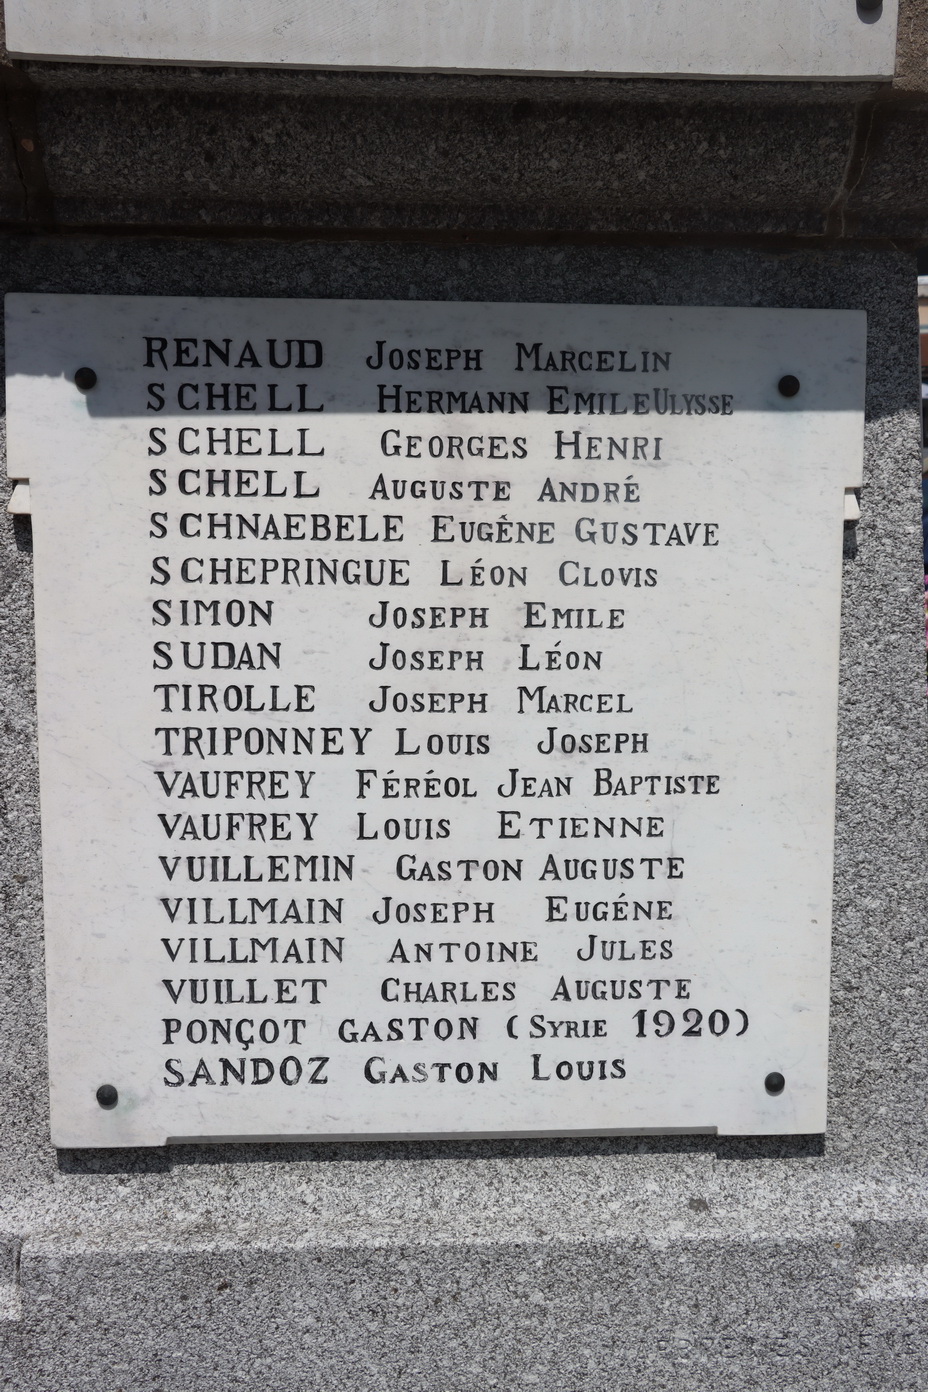 RENAUD JOSEPH MARCELIN
SCHELL HERMANN EMILE ULYSSE
SCHELL GEORGES HENRI
SCHELL AUGUSTE ANDRÉ
SCHNAEBELE EUGÈNE GUSTAVE
SCHEPRINGUE LÉON CLOVIS
SIMON JOSEPH EMILE
SUDAN JOSEPH LÉON
TIROLLE JOSEPH MARCEL
TRIPONNEY LOUIS JOSEPH
VAUFREY FÉRÉOL JEAN BAPTISTE
VAUFREY LOUIS ETIENNE
VUILLEMIN GASTON AUGUSTE
VILLMAIN JOSEPH EUGÉNE
VILLMAIN ANTOINE JULES
VUILLET CHARLES AUGUSTE
PONÇOT GASTON (SYRIE 1920)
SANDOZ GASTON LOUIS